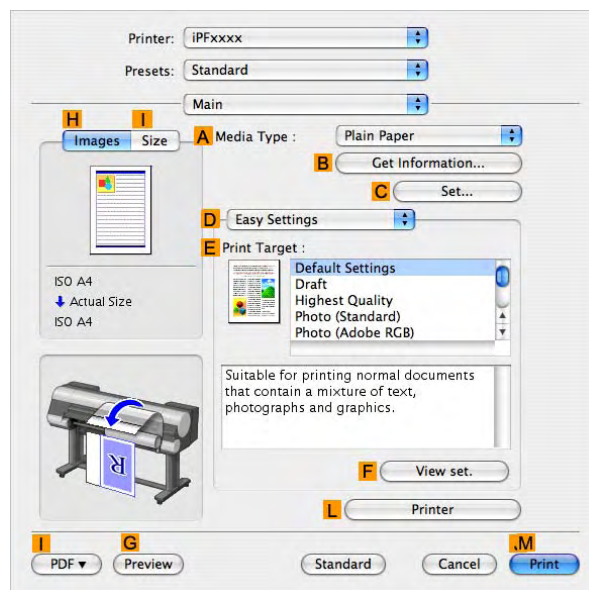 Printer: iPFxxxx
Presets: Standard
Main
H I
Images Size
A Media Type : Plain Paper
B Get Information...
C Set...
D Easy Settings
E Print Target :
Default Settings
Draft
Highest Quality
Photo (Standard)
Photo (Adobe RGB)
ISO A4
Actual Size
ISO A4
Suitable for printing normal documents
that contain a mixture of text,
photographs and graphics.
R
F View set.
L Printer
I G .M
PDF Preview Standard Cancel Print